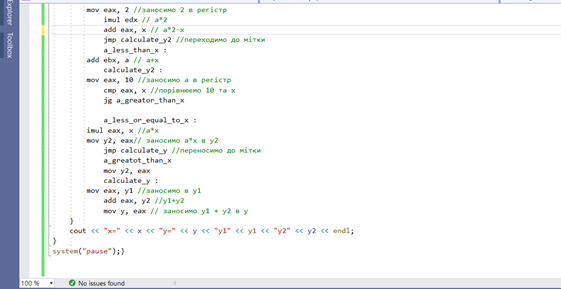 Explorer
Toolbox
mov eax, 2 //заносимо 2 в регістр
imul edx // a*2
add eax, x // a*2-x
jmp calculate_y2 //переходимо до мітки
a_less_than_x :
add ebx, a // a+x
calculate_y2 :
mov eax, 10 //заносимо а в регістр
cmp eax, x //порівнюємо 10 та х
jg a_greator_than_x
a_less_or_equal_to_x :
imul eax, x //a*x
mov y2, eax// заносимо а*х в у2
jmp calculate_y //переносимо до мітки
a_greatot_than_x
mov y2, eax
calculate_y :
mov eax, y1 //заносимо в y1
add eax, y2 //y1+y2
mov y, eax // заносимо y1 + y2 в y
}
cout << "x=" << x << "y=" << y << "y1" << y1 << "y2" << y2 << endl;
}
system("pause");}
100 %
No issues found